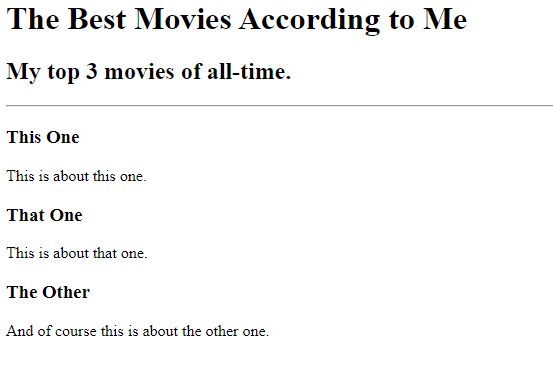 The Best Movies According to Me
My top 3 movies of all-time.
This One
This is about this one.
That One
This is about that one.
The Other
And of course this is about the other one.